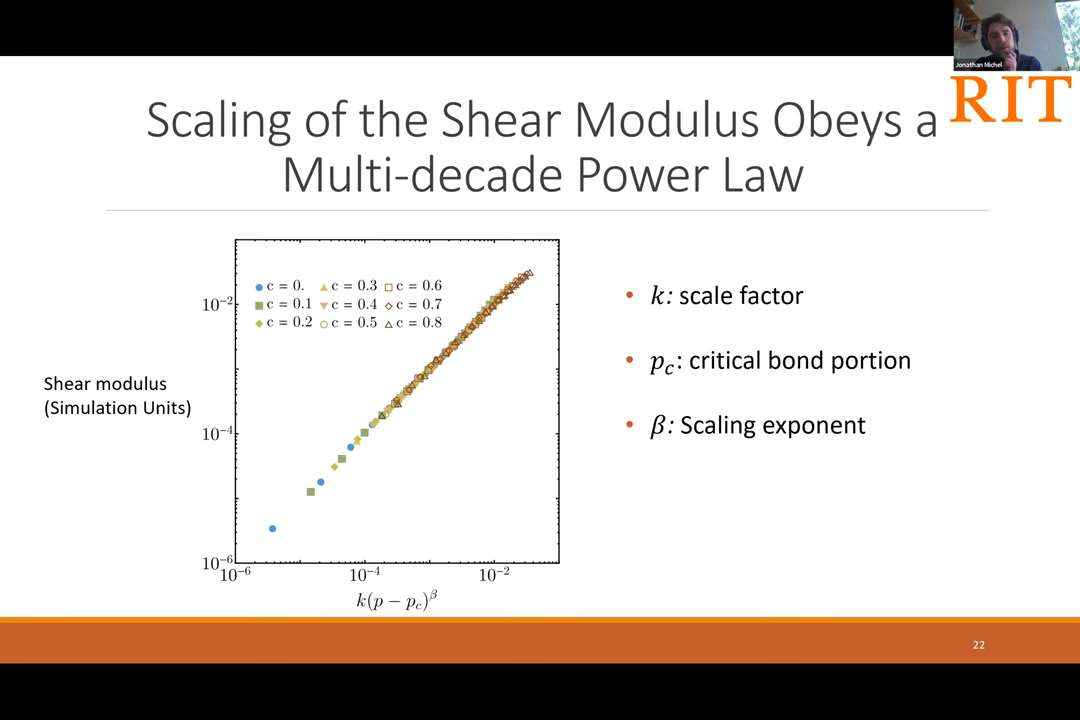 Jonathan Michel
RIT
Scaling of the Shear Modulus Obeys a
Multi-decade Power Law
c = 0. c = 0.3 c = 0.6
c = 0.1 c = 0.4 c = 0.7
c = 0.2 c = 0.5 c = 0.8
10⁻²
Shear modulus
(Simulation Units)
10⁻⁴
10⁻⁶
10⁻⁶ 10⁻⁴ 10⁻²
k(p − p_c)^β
• k: scale factor
• p_c: critical bond portion
• β: Scaling exponent
22